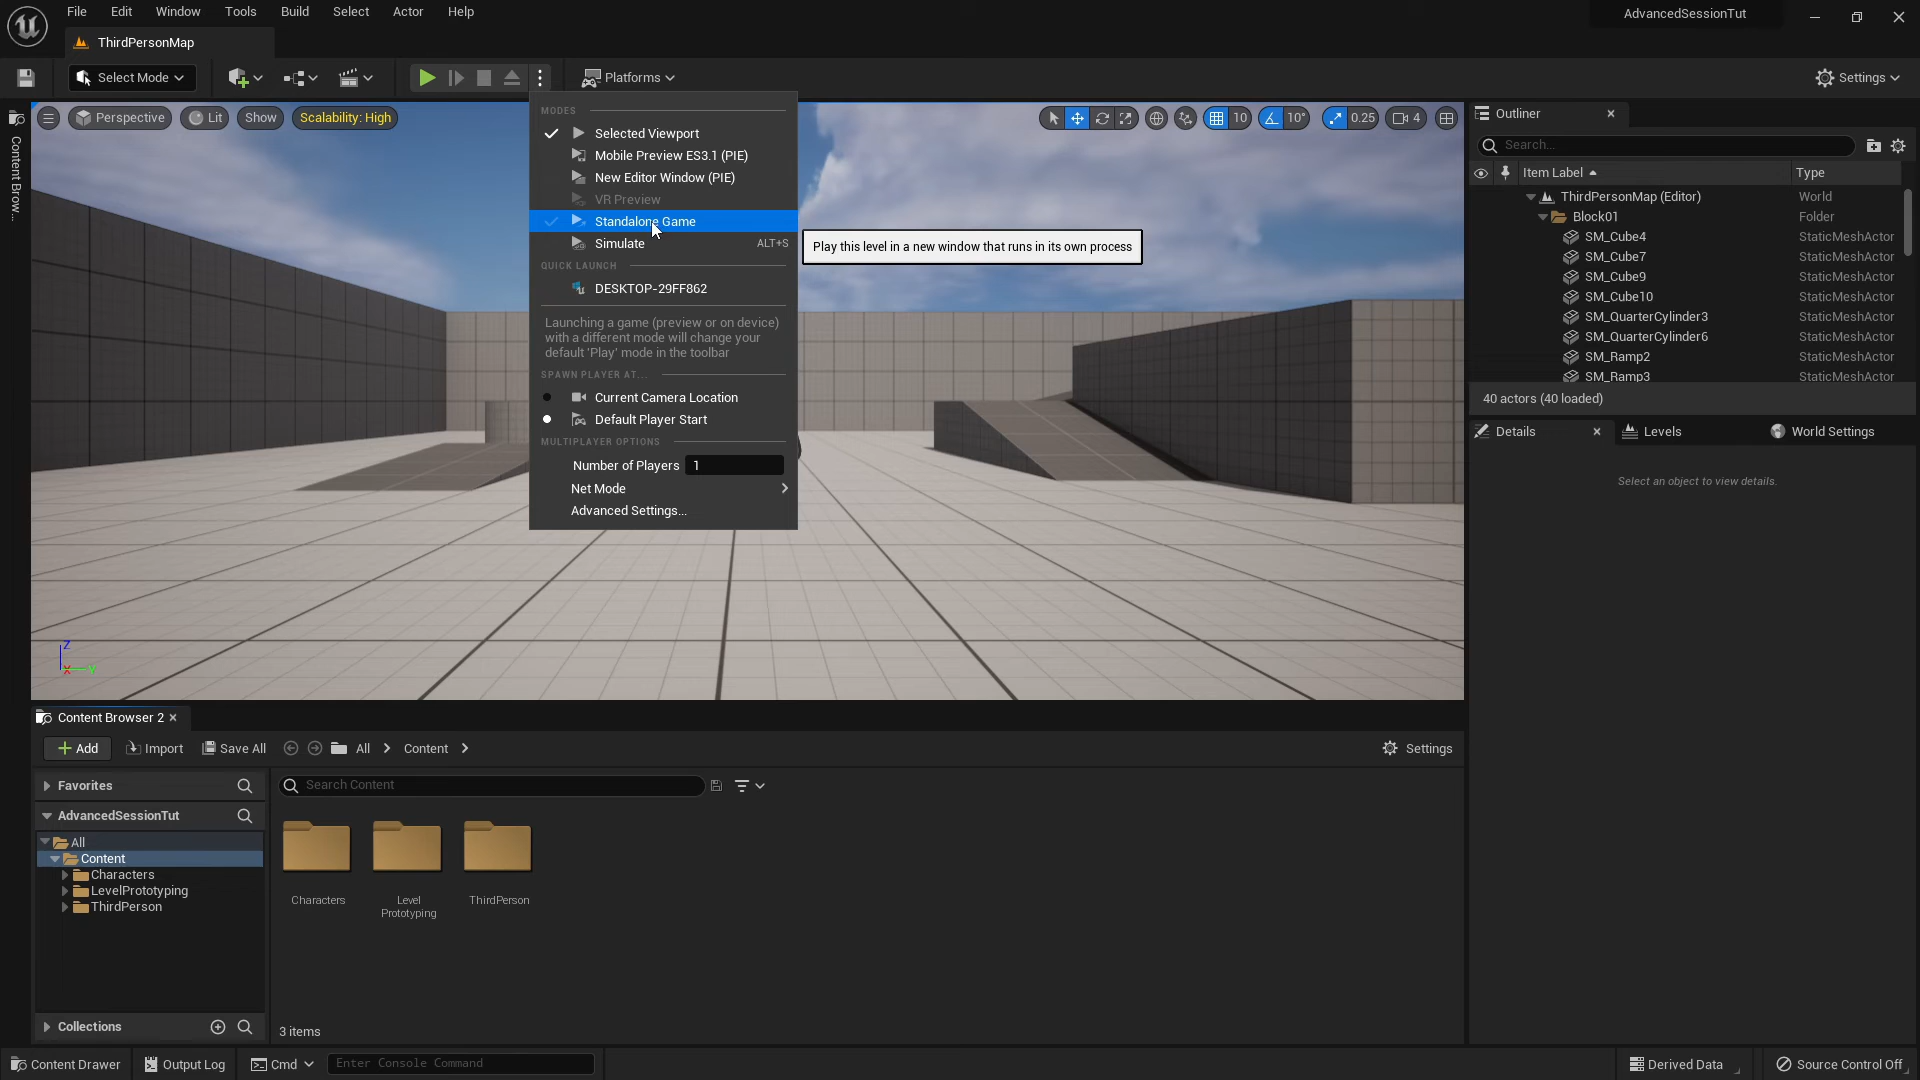 File Edit Window Tools Build Select Actor Help
AdvancedSessionTut
ThirdPersonMap
Select Mode
Platforms
Settings
Perspective Lit Show Scalability: High
10 10° 0.25 4
MODES
Selected Viewport
Mobile Preview ES3.1 (PIE)
New Editor Window (PIE)
VR Preview
Standalone Game
Simulate ALT+S
Play this level in a new window that runs in its own process
QUICK LAUNCH
DESKTOP-29FF862
Launching a game (preview or on device)
with a different mode will change your
default 'Play' mode in the toolbar
SPAWN PLAYER AT...
Current Camera Location
Default Player Start
MULTIPLAYER OPTIONS
Number of Players 1
Net Mode
Advanced Settings...
Z
X Y
Content Brow...
Outliner
Search...
Item Label Type
ThirdPersonMap (Editor) World
Block01 Folder
SM_Cube4 StaticMeshActor
SM_Cube7 StaticMeshActor
SM_Cube9 StaticMeshActor
SM_Cube10 StaticMeshActor
SM_QuarterCylinder3 StaticMeshActor
SM_QuarterCylinder6 StaticMeshActor
SM_Ramp2 StaticMeshActor
SM_Ramp3 StaticMeshActor
40 actors (40 loaded)
Details Levels World Settings
Select an object to view details.
Content Browser 2
Add Import Save All All Content Settings
Favorites
Search Content
AdvancedSessionTut
All
Content
Characters
LevelPrototyping
ThirdPerson
Characters
Level
Prototyping
ThirdPerson
Collections
3 items
Content Drawer Output Log Cmd Enter Console Command
Derived Data Source Control Off